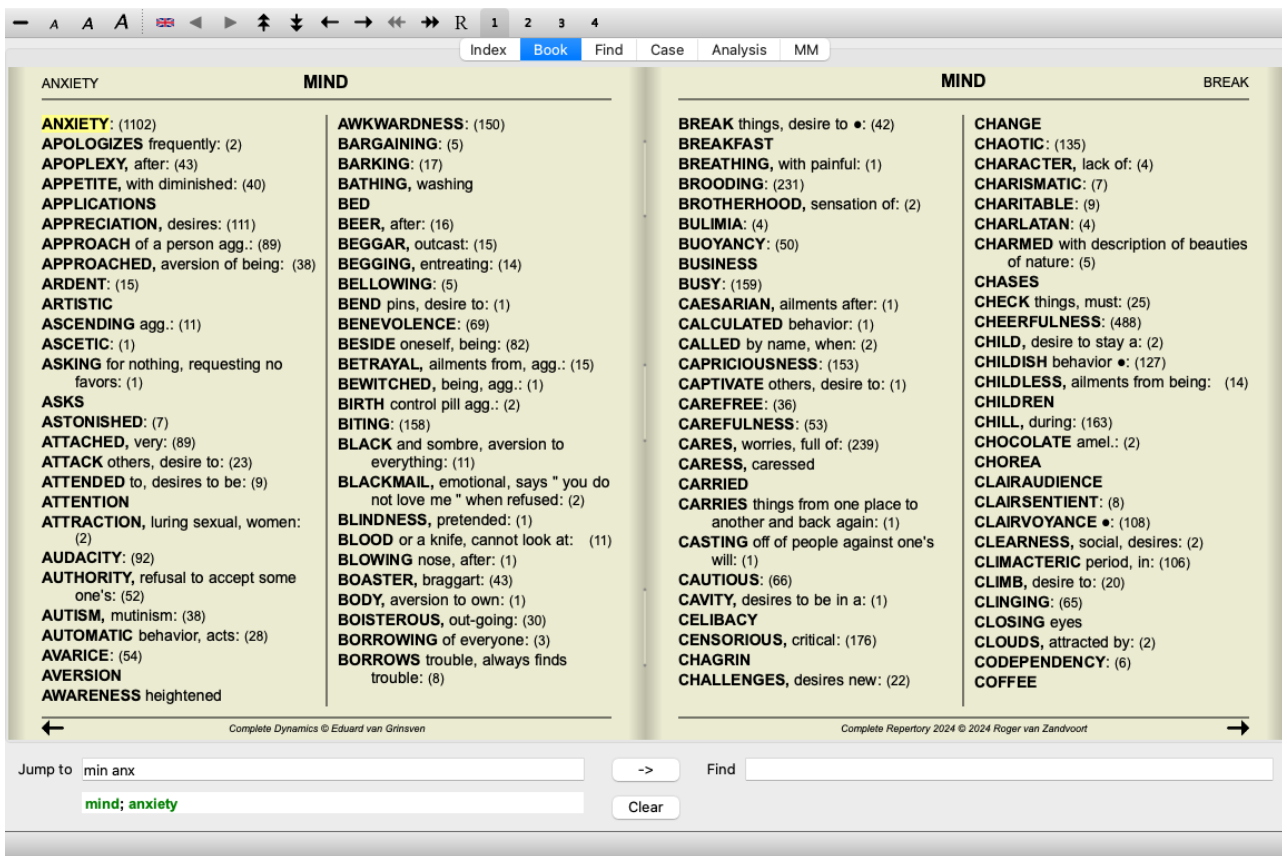 A A A R 1 2 3 4
Index Book Find Case Analysis MM
ANXIETY MIND
ANXIETY: (1102)
APOLOGIZES frequently: (2)
APOPLEXY, after: (43)
APPETITE, with diminished: (40)
APPLICATIONS
APPRECIATION, desires: (111)
APPROACH of a person agg.: (89)
APPROACHED, aversion of being: (38)
ARDENT: (15)
ARTISTIC
ASCENDING agg.: (11)
ASCETIC: (1)
ASKING for nothing, requesting no
favors: (1)
ASKS
ASTONISHED: (7)
ATTACHED, very: (89)
ATTACK others, desire to: (23)
ATTENDED to, desires to be: (9)
ATTENTION
ATTRACTION, luring sexual, women:
(2)
AUDACITY: (92)
AUTHORITY, refusal to accept some
one's: (52)
AUTISM, mutinism: (38)
AUTOMATIC behavior, acts: (28)
AVARICE: (54)
AVERSION
AWARENESS heightened
AWKWARDNESS: (150)
BARGAINING: (5)
BARKING: (17)
BATHING, washing
BED
BEER, after: (16)
BEGGAR, outcast: (15)
BEGGING, entreating: (14)
BELLOWING: (5)
BEND pins, desire to: (1)
BENEVOLENCE: (69)
BESIDE oneself, being: (82)
BETRAYAL, ailments from, agg.: (15)
BEWITCHED, being, agg.: (1)
BIRTH control pill agg.: (2)
BITING: (158)
BLACK and sombre, aversion to
everything: (11)
BLACKMAIL, emotional, says " you do
not love me " when refused: (2)
BLINDNESS, pretended: (1)
BLOOD or a knife, cannot look at: (11)
BLOWING nose, after: (1)
BOASTER, braggart: (43)
BODY, aversion to own: (1)
BOISTEROUS, out-going: (30)
BORROWING of everyone: (3)
BORROWS trouble, always finds
trouble: (8)
Complete Dynamics © Eduard van Grinsven
MIND BREAK
BREAK things, desire to ●: (42)
BREAKFAST
BREATHING, with painful: (1)
BROODING: (231)
BROTHERHOOD, sensation of: (2)
BULIMIA: (4)
BUOYANCY: (50)
BUSINESS
BUSY: (159)
CAESARIAN, ailments after: (1)
CALCULATED behavior: (1)
CALLED by name, when: (2)
CAPRICIOUSNESS: (153)
CAPTIVATE others, desire to: (1)
CAREFREE: (36)
CAREFULNESS: (53)
CARES, worries, full of: (239)
CARESS, caressed
CARRIED
CARRIES things from one place to
another and back again: (1)
CASTING off of people against one's
will: (1)
CAUTIOUS: (66)
CAVITY, desires to be in a: (1)
CELIBACY
CENSORIOUS, critical: (176)
CHAGRIN
CHALLENGES, desires new: (22)
CHANGE
CHAOTIC: (135)
CHARACTER, lack of: (4)
CHARISMATIC: (7)
CHARITABLE: (9)
CHARLATAN: (4)
CHARMED with description of beauties
of nature: (5)
CHASES
CHECK things, must: (25)
CHEERFULNESS: (488)
CHILD, desire to stay a: (2)
CHILDISH behavior ●: (127)
CHILDLESS, ailments from being: (14)
CHILDREN
CHILL, during: (163)
CHOCOLATE amel.: (2)
CHOREA
CLAIRAUDIENCE
CLAIRSENTIENT: (8)
CLAIRVOYANCE ●: (108)
CLEARNESS, social, desires: (2)
CLIMACTERIC period, in: (106)
CLIMB, desire to: (20)
CLINGING: (65)
CLOSING eyes
CLOUDS, attracted by: (2)
CODEPENDENCY: (6)
COFFEE
Complete Repertory 2024 © 2024 Roger van Zandvoort
Jump to min anx -> Find
mind; anxiety Clear